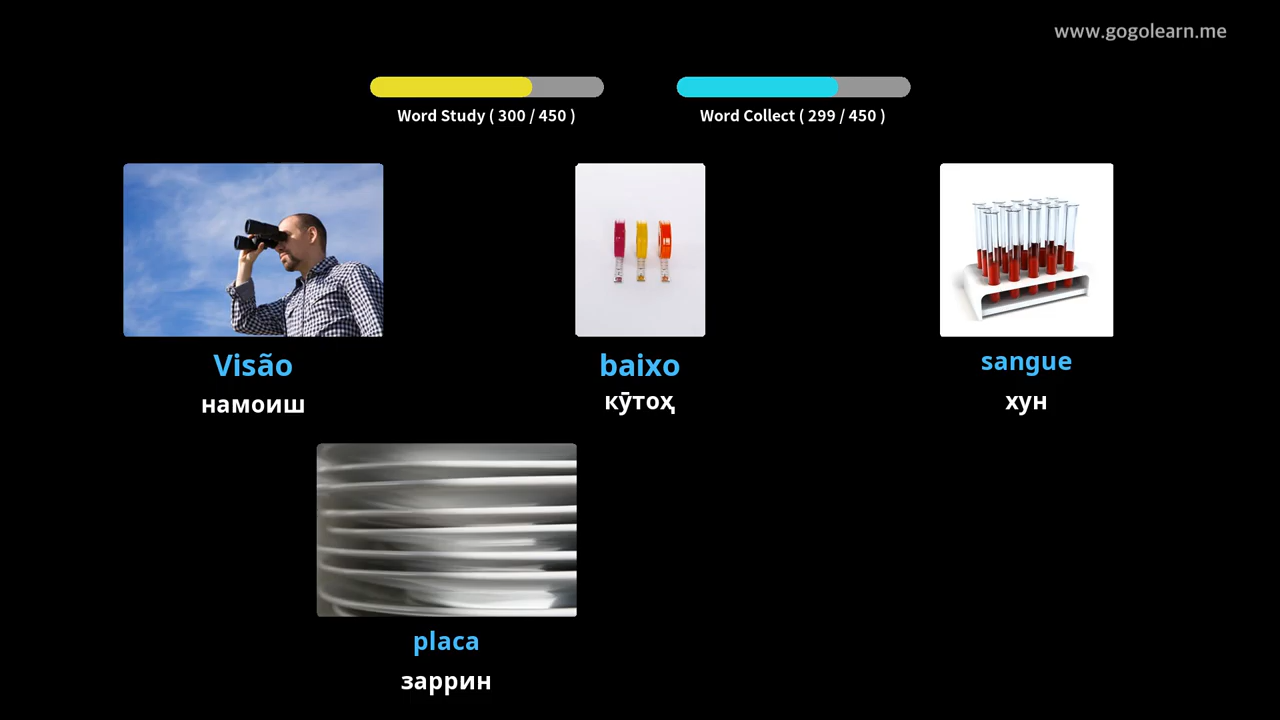 www.gogolearn.me
Word Study ( 300 / 450 )
Word Collect ( 299 / 450 )
Visão
намоиш
baixo
кӯтоҳ
sangue
хун
placa
заррин